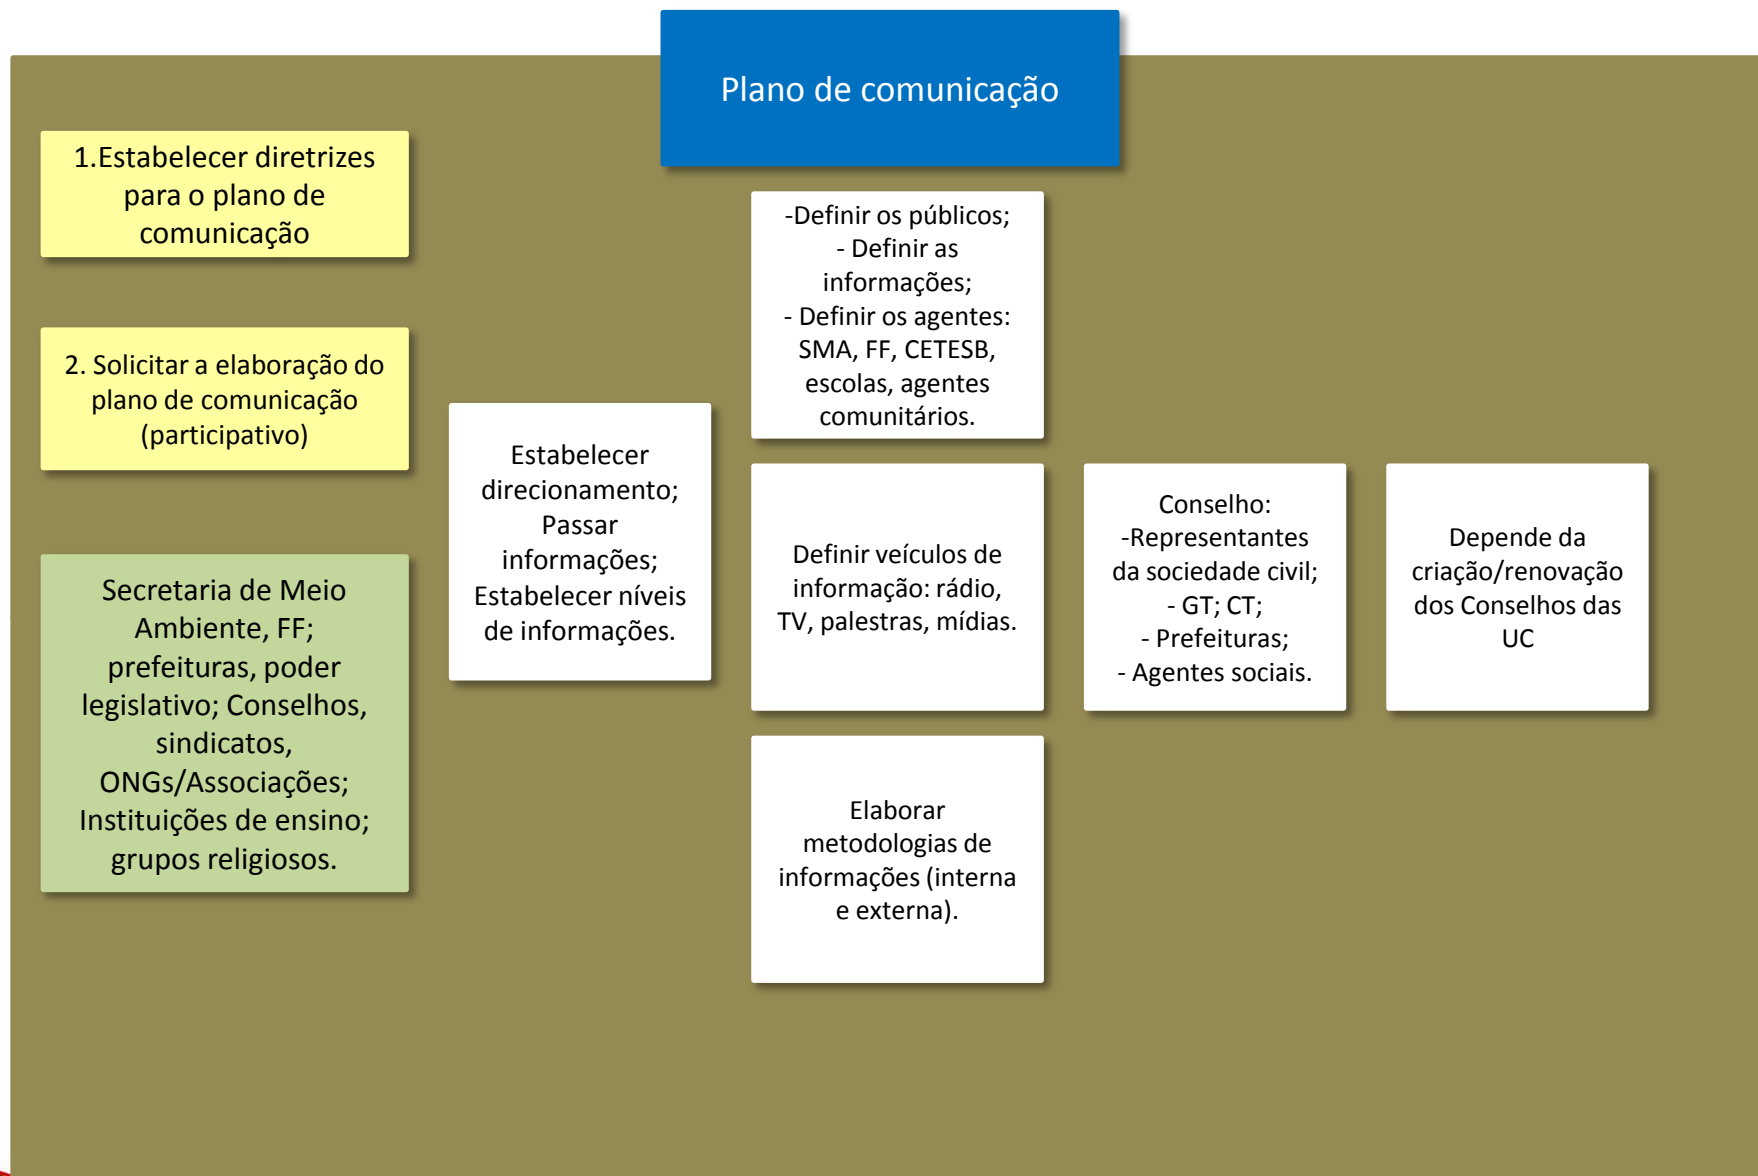 Plano de comunicação
1.Estabelecer diretrizes
para o plano de
comunicação
2. Solicitar a elaboração do
plano de comunicação
(participativo)
Secretaria de Meio
Ambiente, FF;
prefeituras, poder
legislativo; Conselhos,
sindicatos,
ONGs/Associações;
Instituições de ensino;
grupos religiosos.
Estabelecer
direcionamento;
Passar
informações;
Estabelecer níveis
de informações.
-Definir os públicos;
- Definir as
informações;
- Definir os agentes:
SMA, FF, CETESB,
escolas, agentes
comunitários.
Definir veículos de
informação: rádio,
TV, palestras, mídias.
Elaborar
metodologias de
informações (interna
e externa).
Conselho:
-Representantes
da sociedade civil;
- GT; CT;
- Prefeituras;
- Agentes sociais.
Depende da
criação/renovação
dos Conselhos das
UC